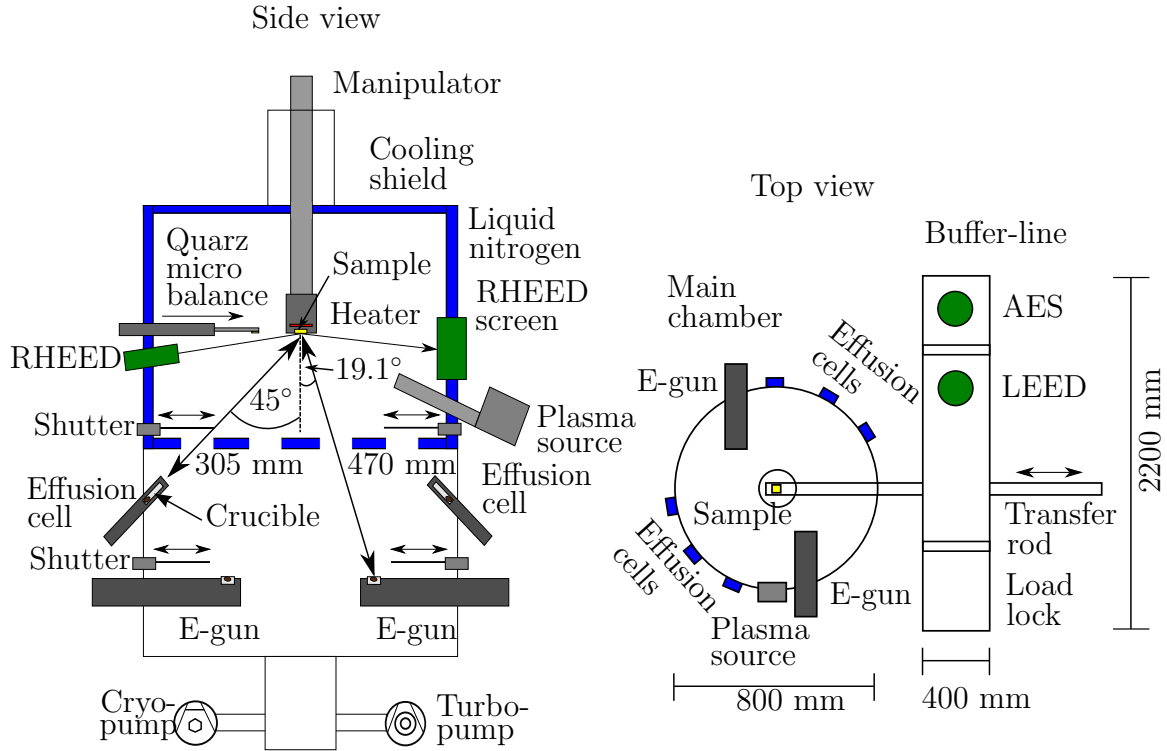 Side view
Manipulator
Cooling
shield
Liquid
nitrogen
Quarz
micro
balance
Sample
Heater
RHEED
screen
RHEED
19.1°
45°
Shutter
Plasma
source
305 mm
470 mm
Effusion
cell
Crucible
Effusion
cell
Shutter
E-gun
E-gun
Cryo-
pump
Turbo-
pump
Top view
Buffer-line
Main
chamber
AES
Effusion
cells
E-gun
LEED
2200 mm
Sample
Transfer
rod
Effusion
cells
E-gun
Load
lock
Plasma
source
800 mm
400 mm